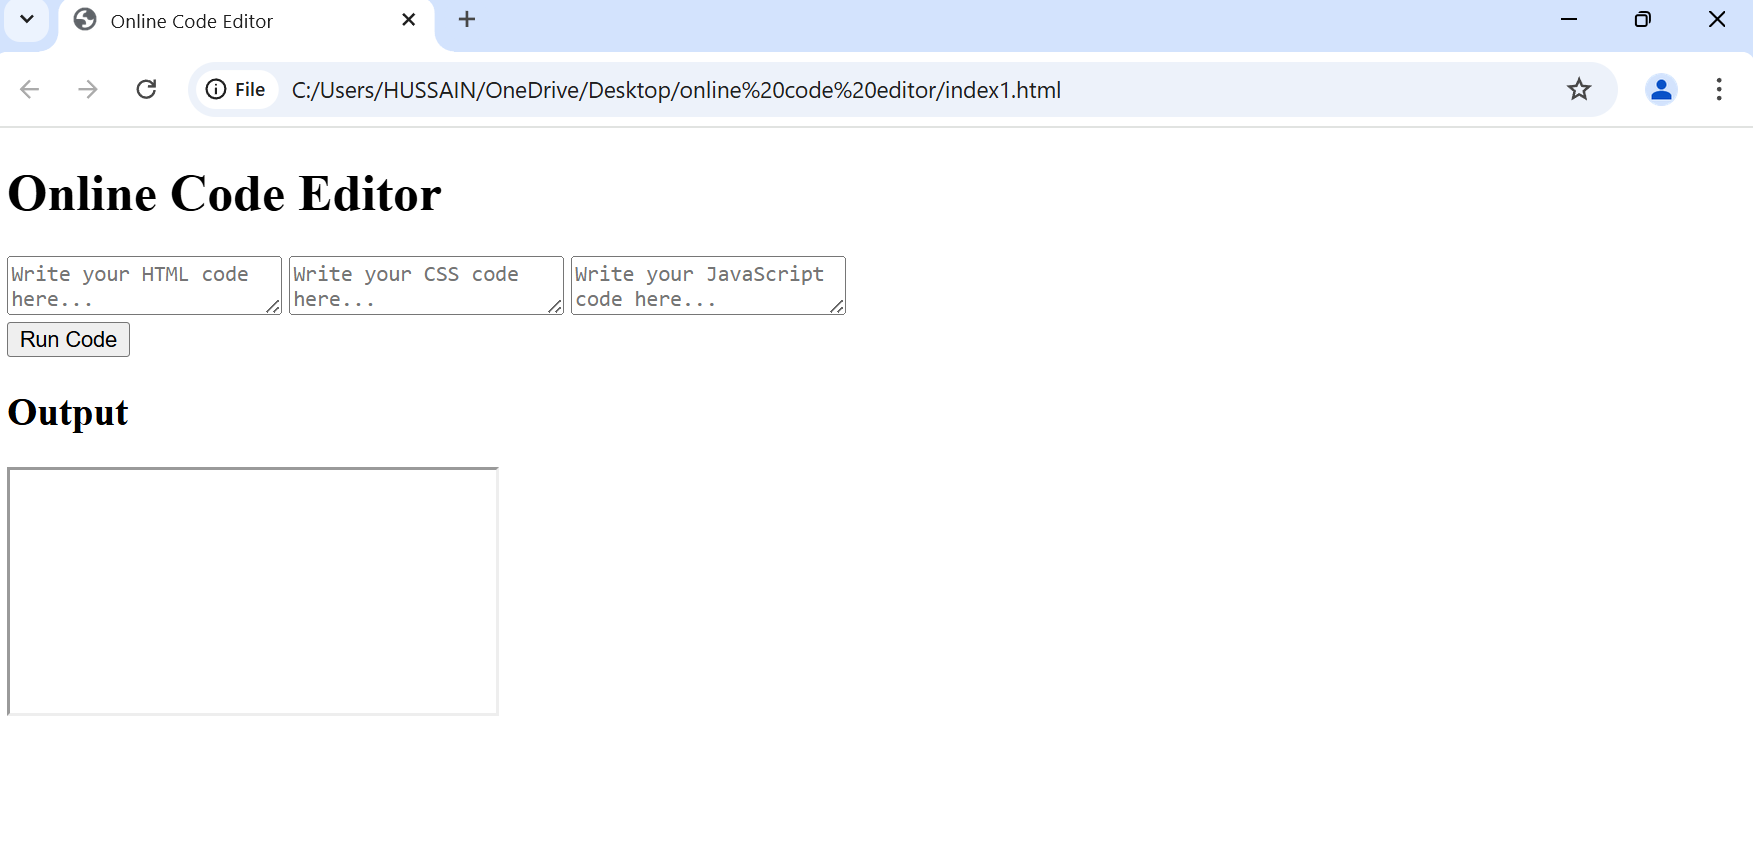 Online Code Editor
File C:/Users/HUSSAIN/OneDrive/Desktop/online%20code%20editor/index1.html
Online Code Editor
Write your HTML code
here...
Write your CSS code
here...
Write your JavaScript
code here...
Run Code
Output